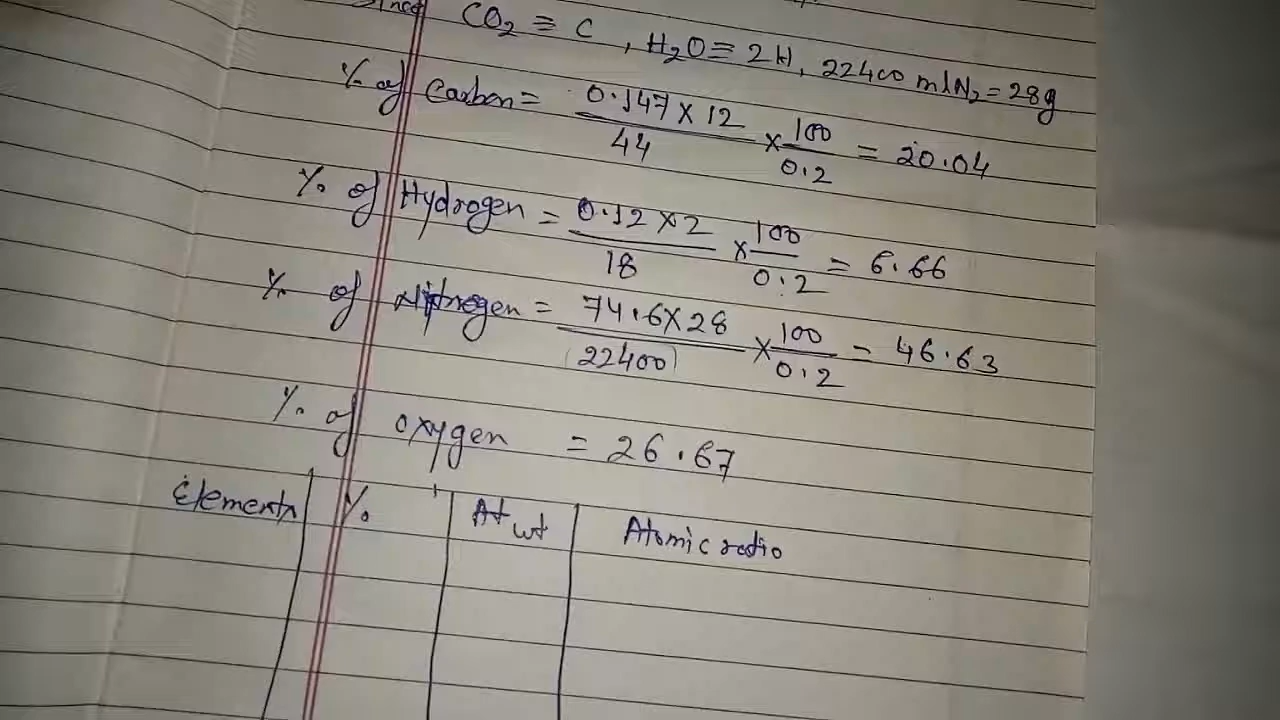 Since CO₂ ≡ C , H₂O ≡ 2H, 22400 ml N₂ = 28g
% of Carbon = 0.147 × 12 / 44 × 100 / 0.2 = 20.04
% of Hydrogen = 0.12 × 2 / 18 × 100 / 0.2 = 6.66
% of Nitrogen = 74.6 × 28 / (22400) × 100 / 0.2 = 46.63
% of oxygen = 26.67
Elements % At wt Atomic ratio